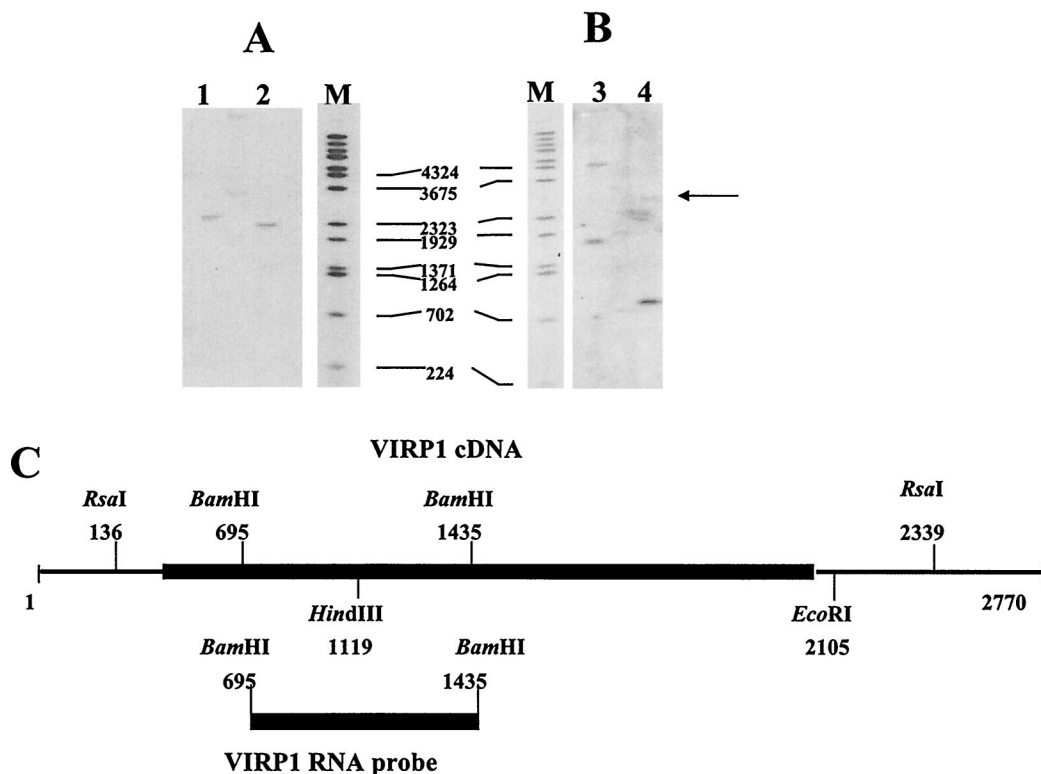 A
B
1 2 M
M 3 4
4324
3675
2323
1929
1371
1264
702
224
C
VIRP1 cDNA
RsaI BamHI BamHI RsaI
136 695 1435 2339
1 HindIII EcoRI 2770
1119 2105
BamHI BamHI
695 1435
VIRP1 RNA probe